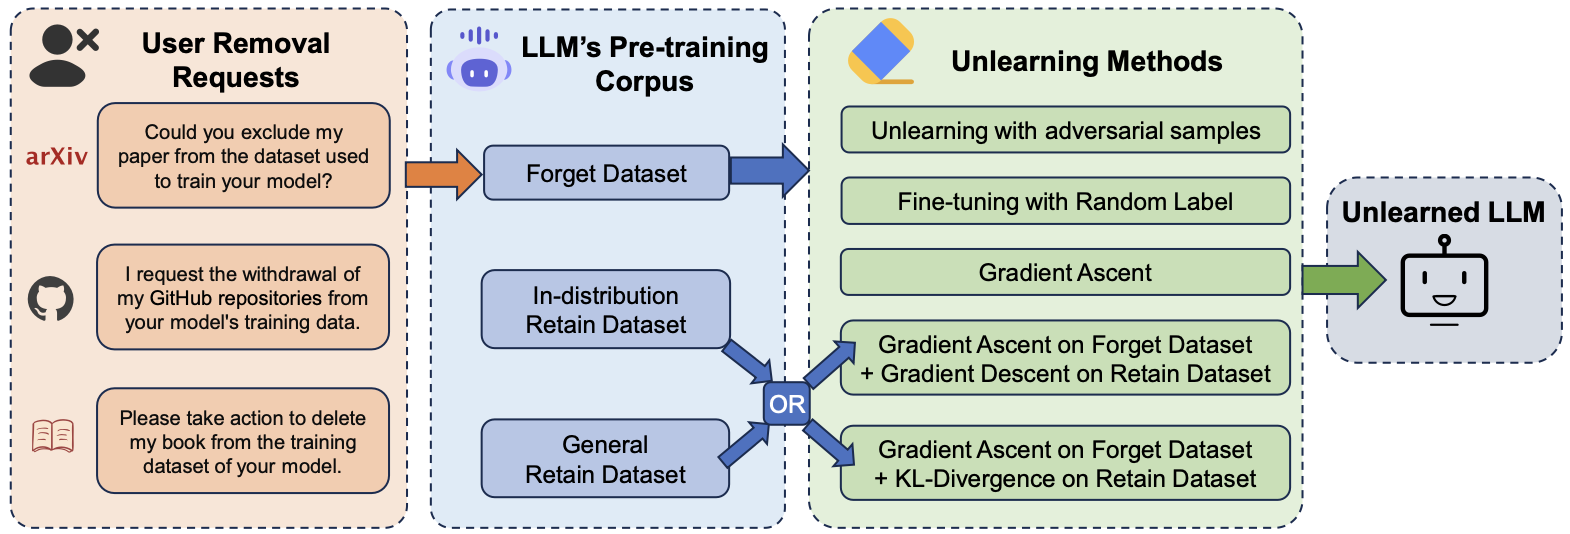 User Removal
Requests
arXiv
Could you exclude my
paper from the dataset used
to train your model?
I request the withdrawal of
my GitHub repositories from
your model's training data.
Please take action to delete
my book from the training
dataset of your model.
LLM’s Pre-training
Corpus
Forget Dataset
In-distribution
Retain Dataset
General
Retain Dataset
OR
Unlearning Methods
Unlearning with adversarial samples
Fine-tuning with Random Label
Gradient Ascent
Gradient Ascent on Forget Dataset
+ Gradient Descent on Retain Dataset
Gradient Ascent on Forget Dataset
+ KL-Divergence on Retain Dataset
Unlearned LLM